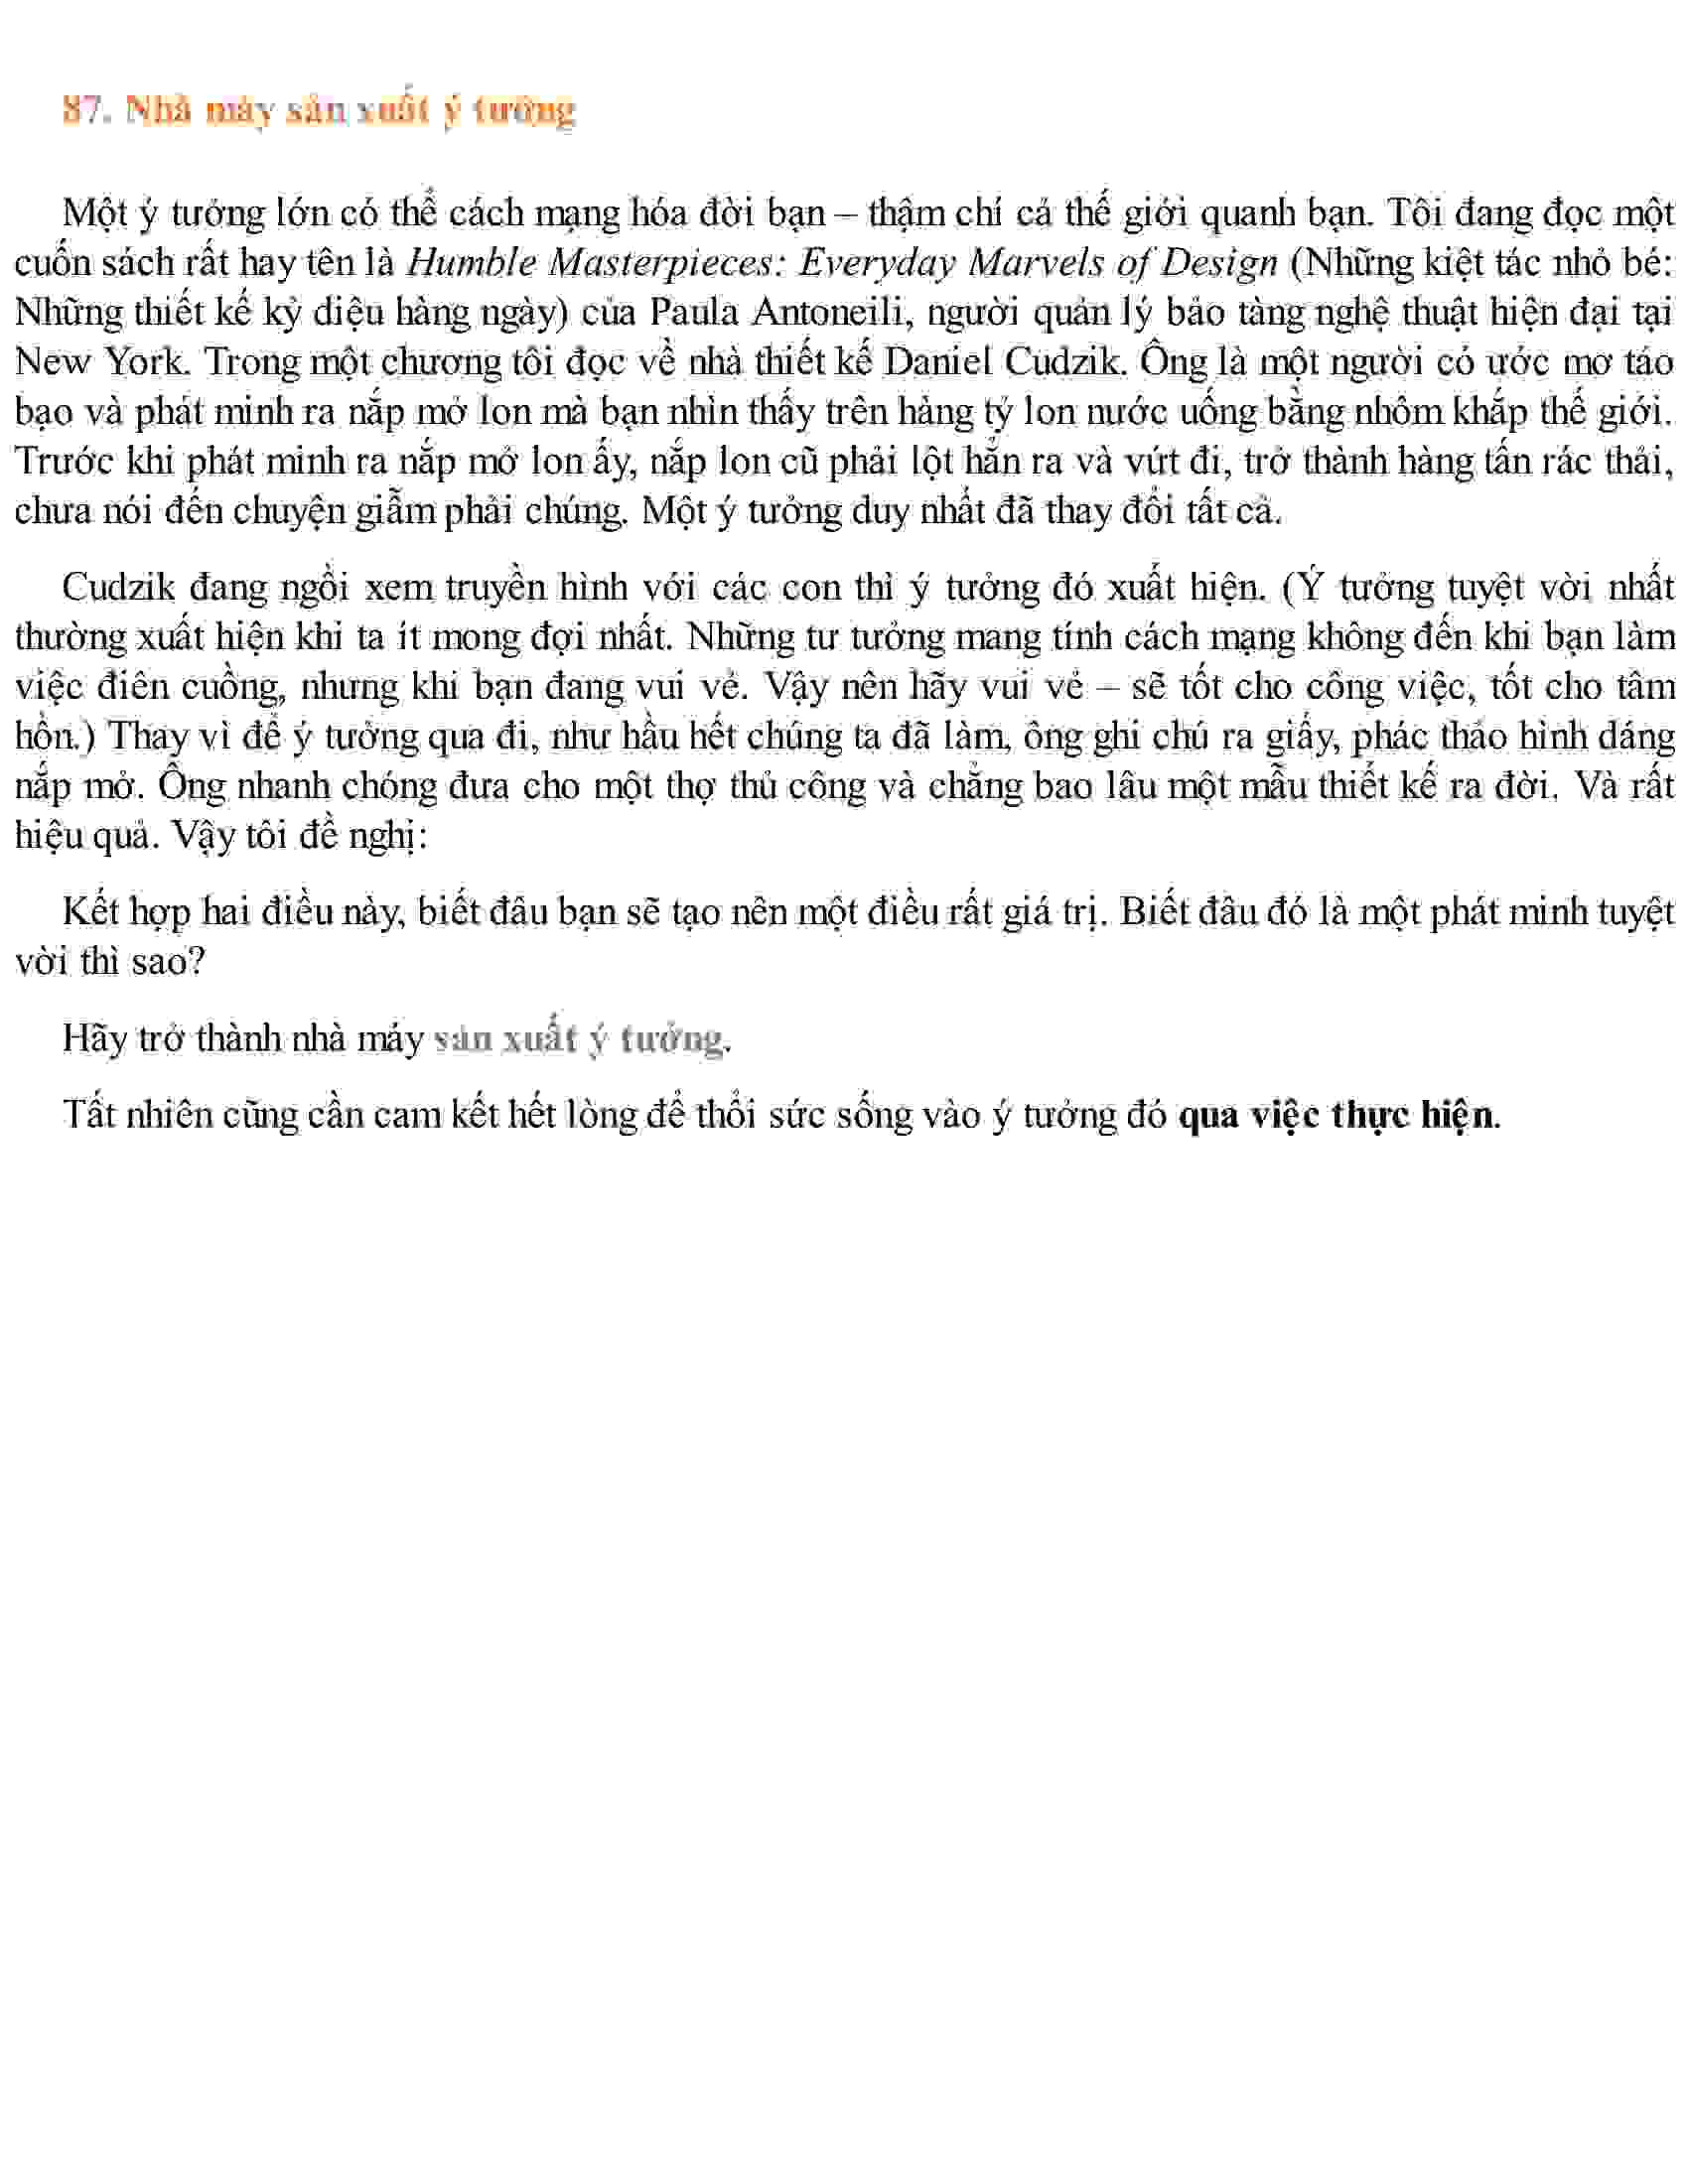 87. Nhà máy sản xuất ý tưởng
Một ý tưởng lớn có thể cách mạng hóa đời bạn – thậm chí cả thế giới quanh bạn. Tôi đang đọc một
cuốn sách rất hay tên là Humble Masterpieces: Everyday Marvels of Design (Những kiệt tác nhỏ bé:
Những thiết kế kỳ diệu hàng ngày) của Paula Antoneili, người quản lý bảo tàng nghệ thuật hiện đại tại
New York. Trong một chương tôi đọc về nhà thiết kế Daniel Cudzik. Ông là một người có ước mơ táo
bạo và phát minh ra nắp mở lon mà bạn nhìn thấy trên hàng tỷ lon nước uống bằng nhôm khắp thế giới.
Trước khi phát minh ra nắp mở lon ấy, nắp lon cũ phải lột hẳn ra và vứt đi, trở thành hàng tấn rác thải,
chưa nói đến chuyện giẫm phải chúng. Một ý tưởng duy nhất đã thay đổi tất cả.
Cudzik đang ngồi xem truyền hình với các con thì ý tưởng đó xuất hiện. (Ý tưởng tuyệt vời nhất
thường xuất hiện khi ta ít mong đợi nhất. Những tư tưởng mang tính cách mạng không đến khi bạn làm
việc điên cuồng, nhưng khi bạn đang vui vẻ. Vậy nên hãy vui vẻ – sẽ tốt cho công việc, tốt cho tâm
hồn.) Thay vì để ý tưởng qua đi, như hầu hết chúng ta đã làm, ông ghi chú ra giấy, phác thảo hình dáng
nắp mở. Ông nhanh chóng đưa cho một thợ thủ công và chẳng bao lâu một mẫu thiết kế ra đời. Và rất
hiệu quả. Vậy tôi đề nghị:
Kết hợp hai điều này, biết đâu bạn sẽ tạo nên một điều rất giá trị. Biết đâu đó là một phát minh tuyệt
vời thì sao?
Hãy trở thành nhà máy sản xuất ý tưởng.
Tất nhiên cũng cần cam kết hết lòng để thổi sức sống vào ý tưởng đó qua việc thực hiện.